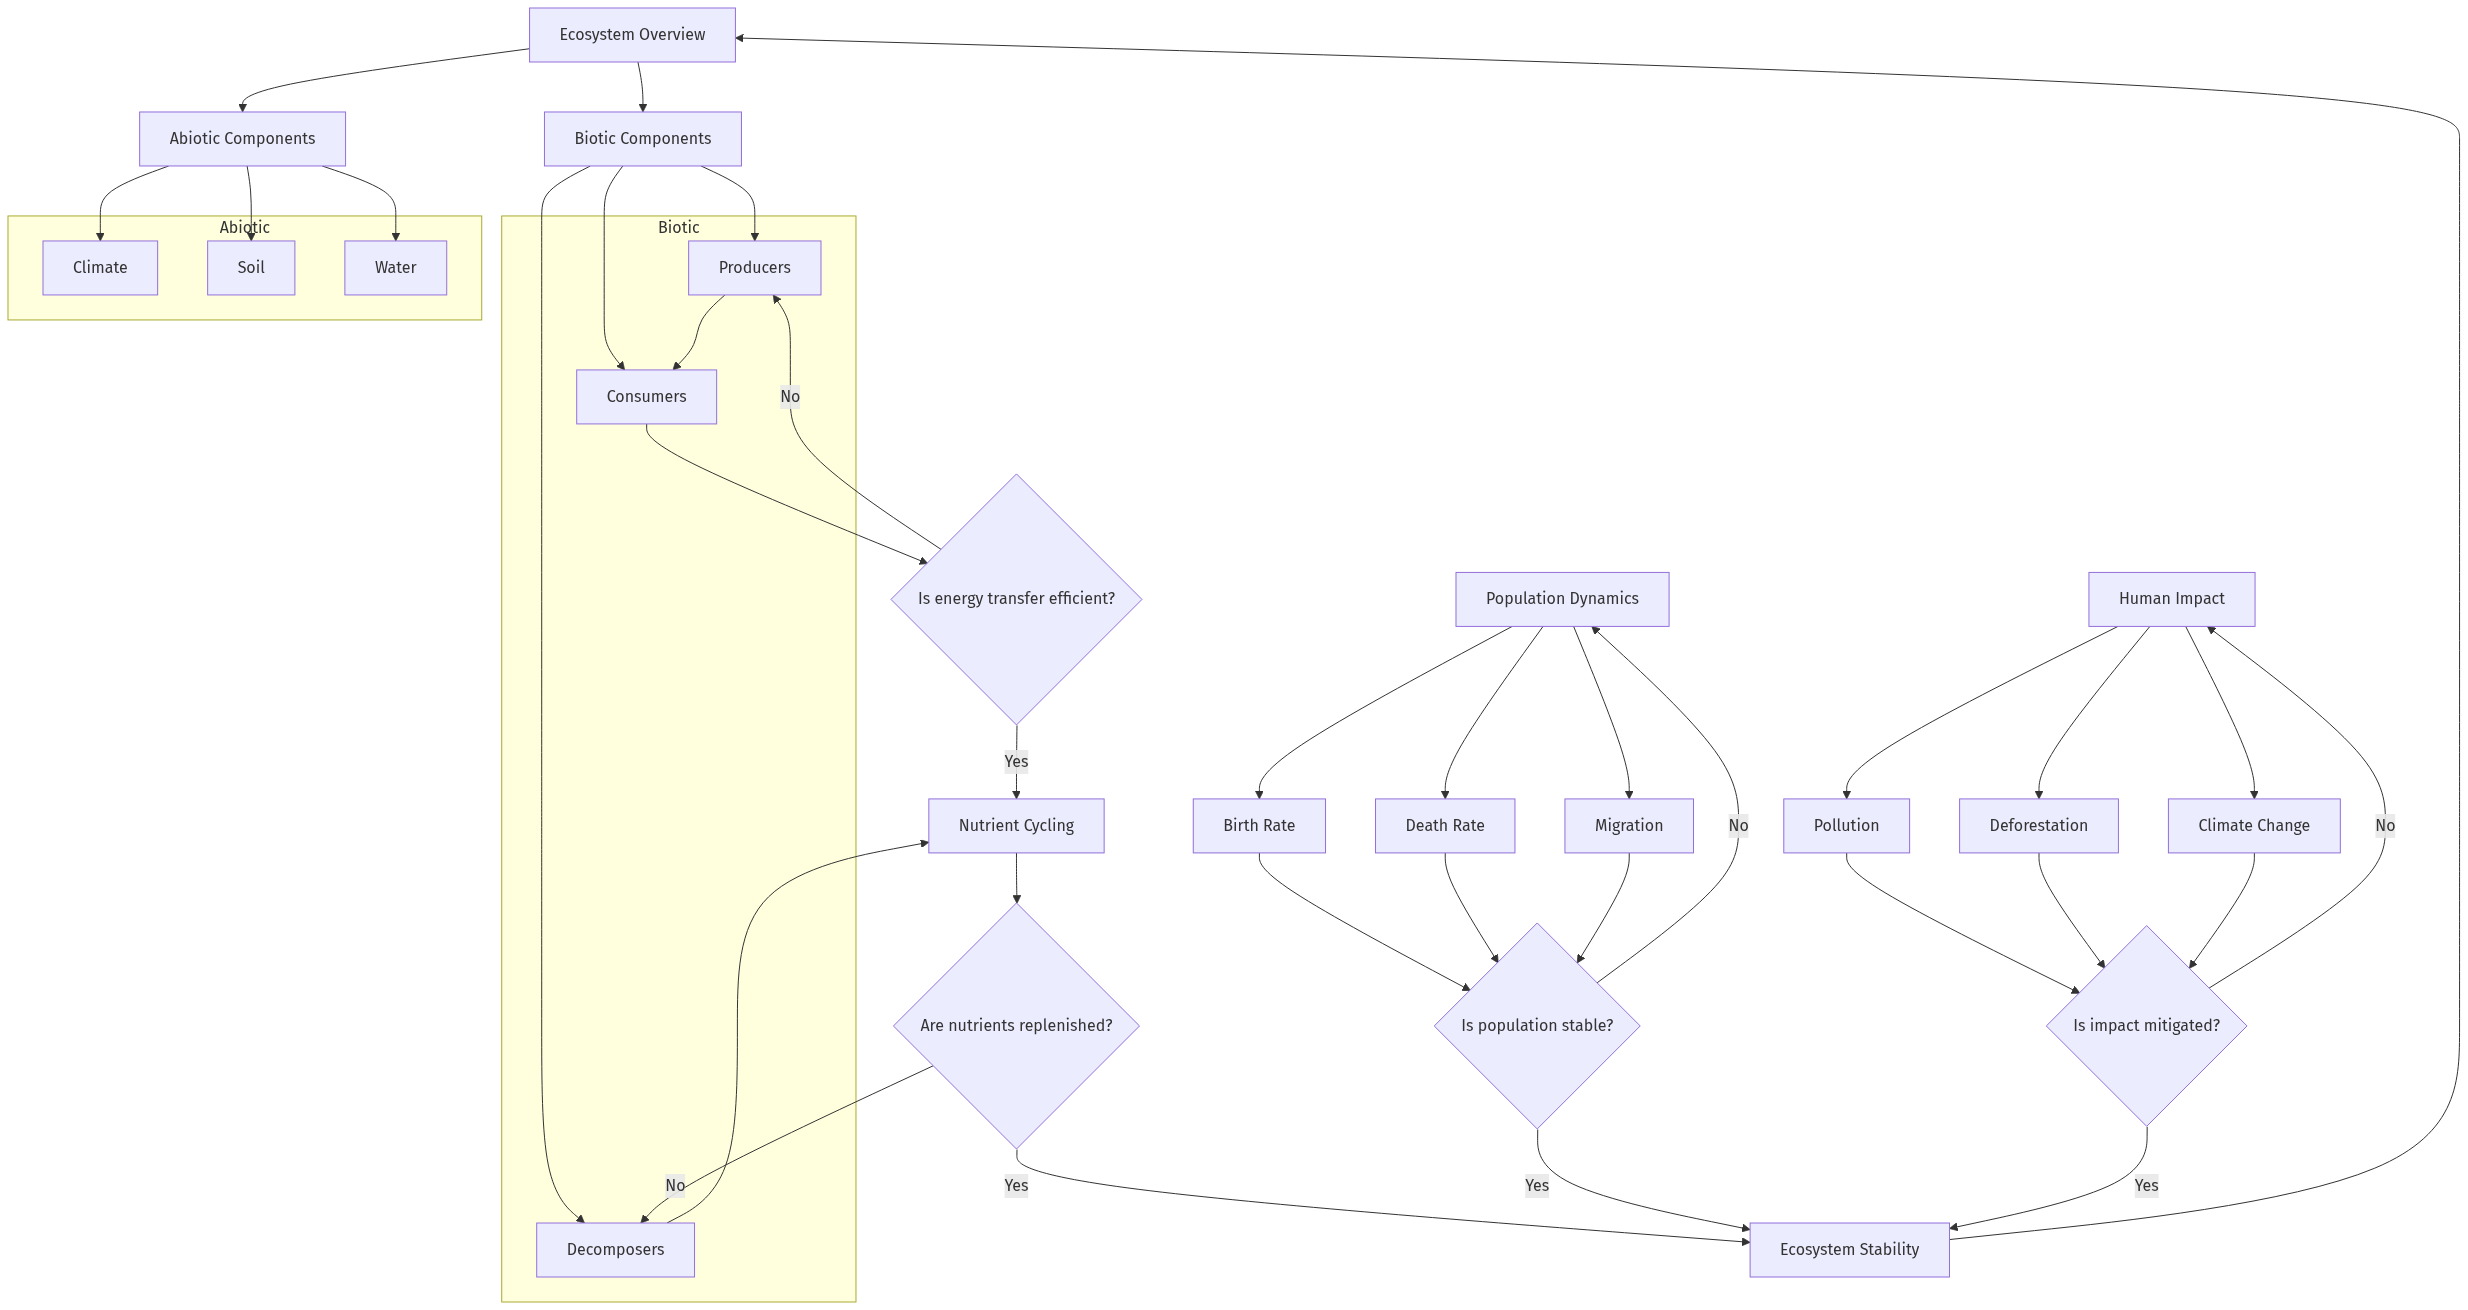 Ecosystem Overview
Abiotic Components
Biotic Components
Abiotic
Biotic
Climate
Soil
Water
Producers
Consumers
No
Is energy transfer efficient?
Population Dynamics
Human Impact
Yes
Nutrient Cycling
Birth Rate
Death Rate
Migration
No
Pollution
Deforestation
Climate Change
No
Are nutrients replenished?
Is population stable?
Is impact mitigated?
No
Yes
Yes
Yes
Decomposers
Ecosystem Stability